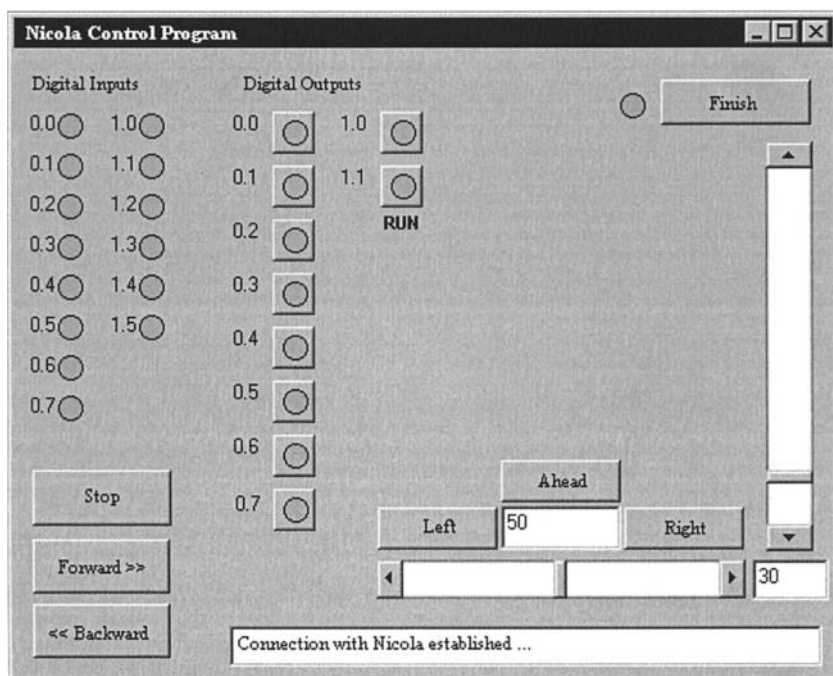 Nicola Control Program
Digital Inputs
Digital Outputs
Finish
0.0 1.0
0.1 1.1
0.2 1.2
0.3 1.3
0.4 1.4
0.5 1.5
0.6
0.7
0.0 1.0
0.1 1.1
RUN
0.2
0.3
0.4
0.5
0.6
0.7
Stop
Forward >>
<< Backward
Ahead
Left 50 Right
30
Connection with Nicola established ...